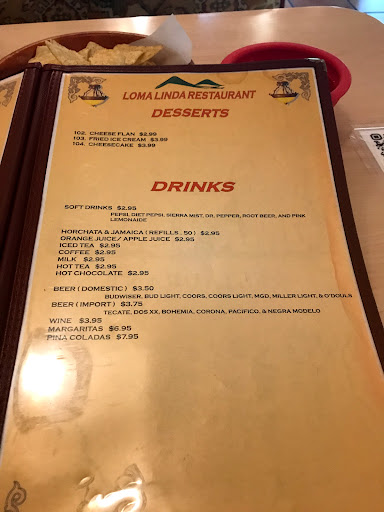 LOMA LINDA RESTAURANT
DESSERTS
102. CHEESE FLAN $2.99
103. FRIED ICE CREAM $3.99
104. CHEESECAKE $3.99
DRINKS
SOFT DRINKS $2.95
PEPSI, DIET PEPSI, SIERRA MIST, DR. PEPPER, ROOT BEER, AND PINK
LEMONAIDE
HORCHATA & JAMAICA ( REFILLS .50 ) $2.95
ORANGE JUICE/ APPLE JUICE $2.95
ICED TEA $2.95
COFFEE $2.95
MILK $2.95
HOT TEA $2.95
HOT CHOCOLATE $2.95
BEER ( DOMESTIC ) $3.50
BUDWISER, BUD LIGHT, COORS, COORS LIGHT, MGD, MILLER LIGHT, & O'DOULS
BEER ( IMPORT ) $3.75
TECATE, DOS XX, BOHEMIA, CORONA, PACIFICO, & NEGRA MODELO
WINE $3.95
MARGARITAS $6.95
PINA COLADAS $7.95